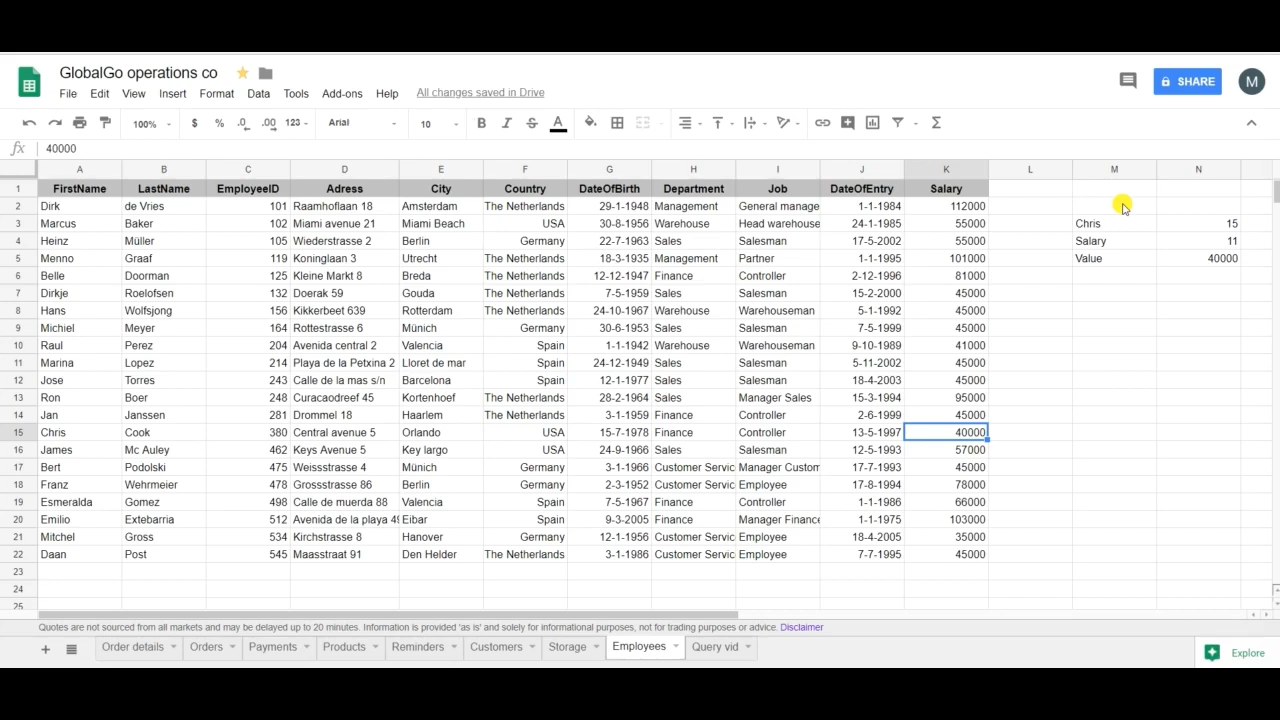 GlobalGo operations co
SHARE
M
File Edit View Insert Format Data Tools Add-ons Help All changes saved in Drive
100% $ % .0 .00 123 Arial 10 B I S A Σ
fx 40000
A B C D E F G H I J K L M N
1 FirstName LastName EmployeeID Adress City Country DateOfBirth Department Job DateOfEntry Salary
2 Dirk de Vries 101 Raamhoflaan 18 Amsterdam The Netherlands 29-1-1948 Management General manage 1-1-1984 112000
3 Marcus Baker 102 Miami avenue 21 Miami Beach USA 30-8-1956 Warehouse Head warehouse 24-1-1985 55000 Chris 15
4 Heinz Müller 105 Wiederstrasse 2 Berlin Germany 22-7-1963 Sales Salesman 17-5-2002 55000 Salary 11
5 Menno Graaf 119 Koninglaan 3 Utrecht The Netherlands 18-3-1935 Management Partner 1-1-1995 101000 Value 40000
6 Belle Doorman 125 Kleine Markt 8 Breda The Netherlands 12-12-1947 Finance Controller 2-12-1996 81000
7 Dirkje Roelofsen 132 Doerak 59 Gouda The Netherlands 7-5-1959 Sales Salesman 15-2-2000 45000
8 Hans Wolfsjong 156 Kikkerbeet 639 Rotterdam The Netherlands 24-10-1967 Warehouse Warehouseman 5-1-1992 45000
9 Michiel Meyer 164 Rottestrasse 6 Münich Germany 30-6-1953 Sales Salesman 7-5-1999 45000
10 Raul Perez 204 Avenida central 2 Valencia Spain 1-1-1942 Warehouse Warehouseman 9-10-1989 41000
11 Marina Lopez 214 Playa de la Petxina 2 Lloret de mar Spain 24-12-1949 Sales Salesman 5-11-2002 45000
12 Jose Torres 243 Calle de la mas s/n Barcelona Spain 12-1-1977 Sales Salesman 18-4-2003 45000
13 Ron Boer 248 Curacaodreef 45 Kortenhoef The Netherlands 28-2-1964 Sales Manager Sales 15-3-1994 95000
14 Jan Janssen 281 Drommel 18 Haarlem The Netherlands 3-1-1959 Finance Controller 2-6-1999 45000
15 Chris Cook 380 Central avenue 5 Orlando USA 15-7-1978 Finance Controller 13-5-1997 40000
16 James Mc Auley 462 Keys Avenue 5 Key largo USA 24-9-1966 Sales Salesman 12-5-1993 57000
17 Bert Podolski 475 Weissstrasse 4 Münich Germany 3-1-1966 Customer Servic Manager Custom 17-7-1993 45000
18 Franz Wehrmeier 478 Grossstrasse 86 Berlin Germany 2-3-1952 Customer Servic Employee 17-8-1994 78000
19 Esmeralda Gomez 498 Calle de muerda 88 Valencia Spain 7-5-1967 Finance Controller 1-1-1986 66000
20 Emilio Extebarria 512 Avenida de la playa 49 Eibar Spain 9-3-2005 Finance Manager Finance 1-1-1975 103000
21 Mitchel Gross 534 Kirchstrasse 8 Hanover Germany 12-1-1956 Customer Servic Employee 18-4-2005 35000
22 Daan Post 545 Maasstraat 91 Den Helder The Netherlands 3-1-1986 Customer Servic Employee 7-7-1995 45000
23
24
25
Quotes are not sourced from all markets and may be delayed up to 20 minutes. Information is provided 'as is' and solely for informational purposes, not for trading purposes or advice. Disclaimer
Order details Orders Payments Products Reminders Customers Storage Employees Query vid Explore